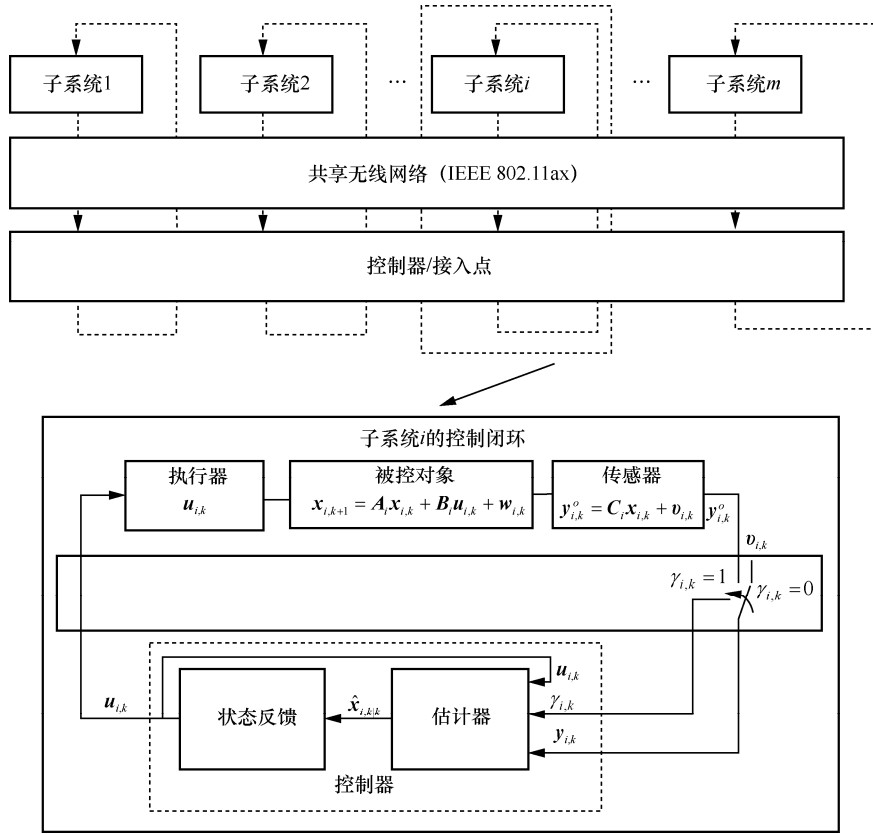 子系统1
子系统2
…
子系统i
…
子系统m
共享无线网络（IEEE 802.11ax）
控制器/接入点
子系统i的控制闭环
执行器
u_{i,k}
被控对象
x_{i,k+1} = A_i x_{i,k} + B_i u_{i,k} + w_{i,k}
传感器
y^o_{i,k} = C_i x_{i,k} + υ_{i,k}
y^o_{i,k}
υ_{i,k}
γ_{i,k} = 1
γ_{i,k} = 0
u_{i,k}
状态反馈
x̂_{i,k|k}
估计器
u_{i,k}
γ_{i,k}
y_{i,k}
控制器